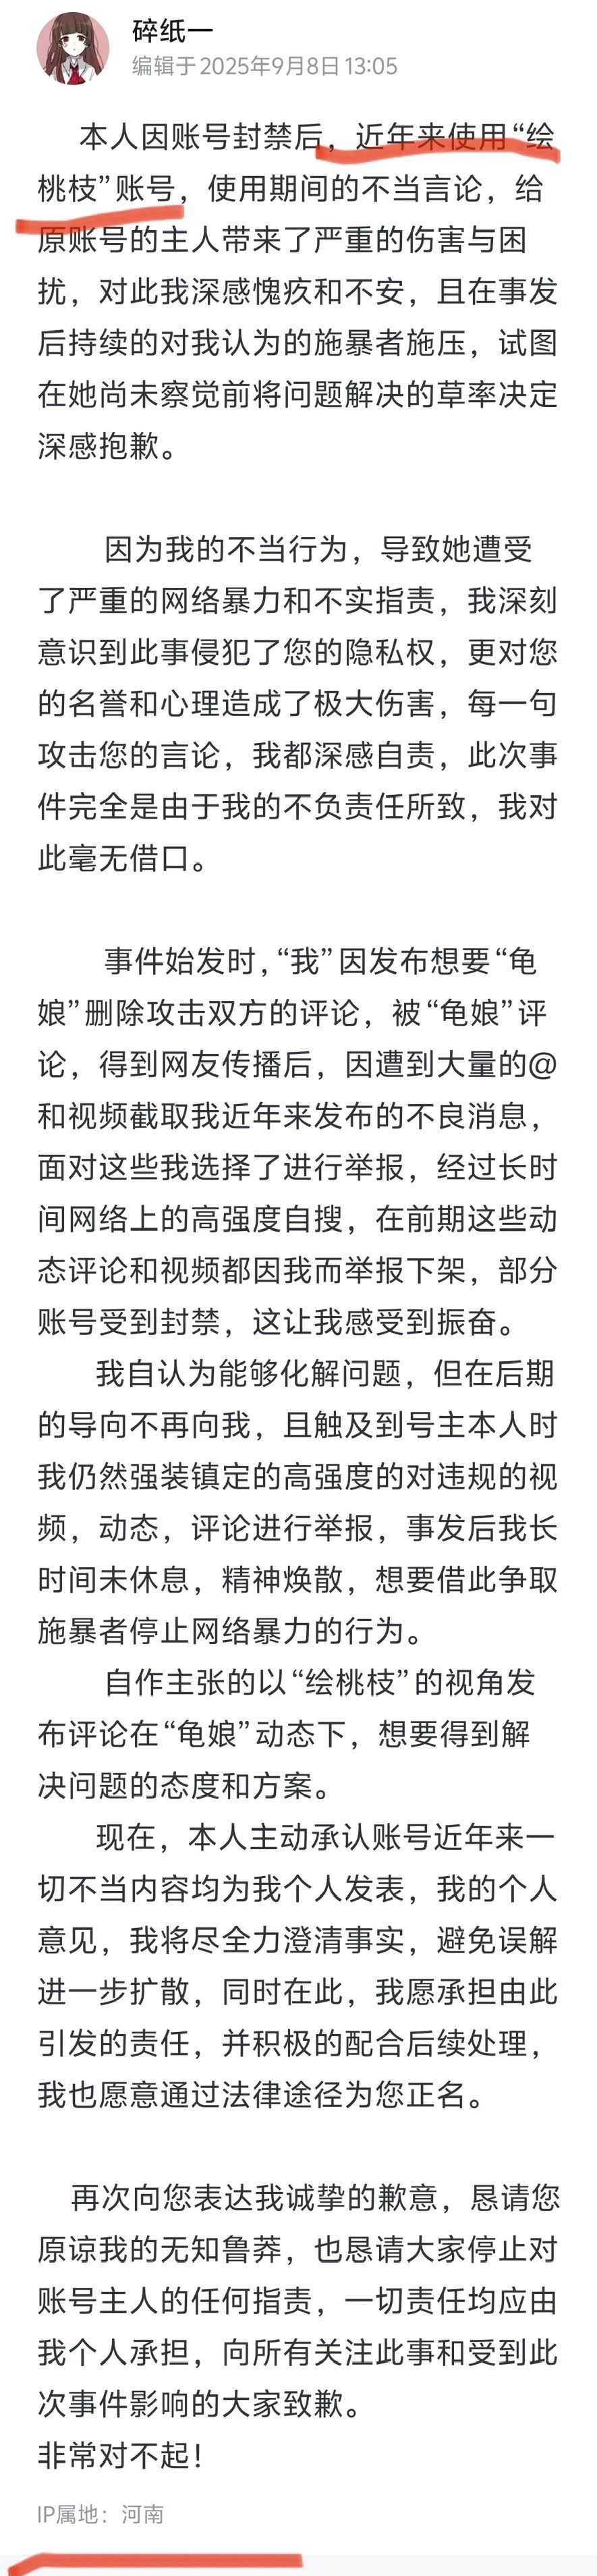 碎纸一
编辑于2025年9月8日13:05
本人因账号封禁后，近年来使用“绘
桃枝”账号，使用期间的不当言论，给
原账号的主人带来了严重的伤害与困
扰，对此我深感愧疚和不安，且在事发
后持续的对我认为的施暴者施压，试图
在她尚未察觉前将问题解决的草率决定
深感抱歉。
因为我的不当行为，导致她遭受
了严重的网络暴力和不实指责，我深刻
意识到此事侵犯了您的隐私权，更对您
的名誉和心理造成了极大伤害，每一句
攻击您的言论，我都深感自责，此次事
件完全是由于我的不负责任所致，我对
此毫无借口。
事件始发时，“我”因发布想要“龟
娘”删除攻击双方的评论，被“龟娘”评
论，得到网友传播后，因遭到大量的@
和视频截取我近年来发布的不良消息，
面对这些我选择了进行举报，经过长时
间网络上的高强度自搜，在前期这些动
态评论和视频都因我而举报下架，部分
账号受到封禁，这让我感受到振奋。
我自认为能够化解问题，但在后期
的导向不再向我，且触及到号主本人时
我仍然强装镇定的高强度的对违规的视
频，动态，评论进行举报，事发后我长
时间未休息，精神焕散，想要借此争取
施暴者停止网络暴力的行为。
自作主张的以“绘桃枝”的视角发
布评论在“龟娘”动态下，想要得到解
决问题的态度和方案。
现在，本人主动承认账号近年来一
切不当内容均为我个人发表，我的个人
意见，我将尽全力澄清事实，避免误解
进一步扩散，同时在此，我愿承担由此
引发的责任，并积极的配合后续处理，
我也愿意通过法律途径为您正名。
再次向您表达我诚挚的歉意，恳请您
原谅我的无知鲁莽，也恳请大家停止对
账号主人的任何指责，一切责任均应由
我个人承担，向所有关注此事和受到此
次事件影响的大家致歉。
非常对不起！
IP属地：河南